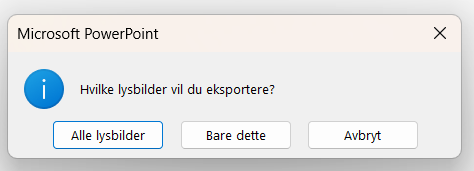 Microsoft PowerPoint
Hvilke lysbilder vil du eksportere?
Alle lysbilder
Bare dette
Avbryt